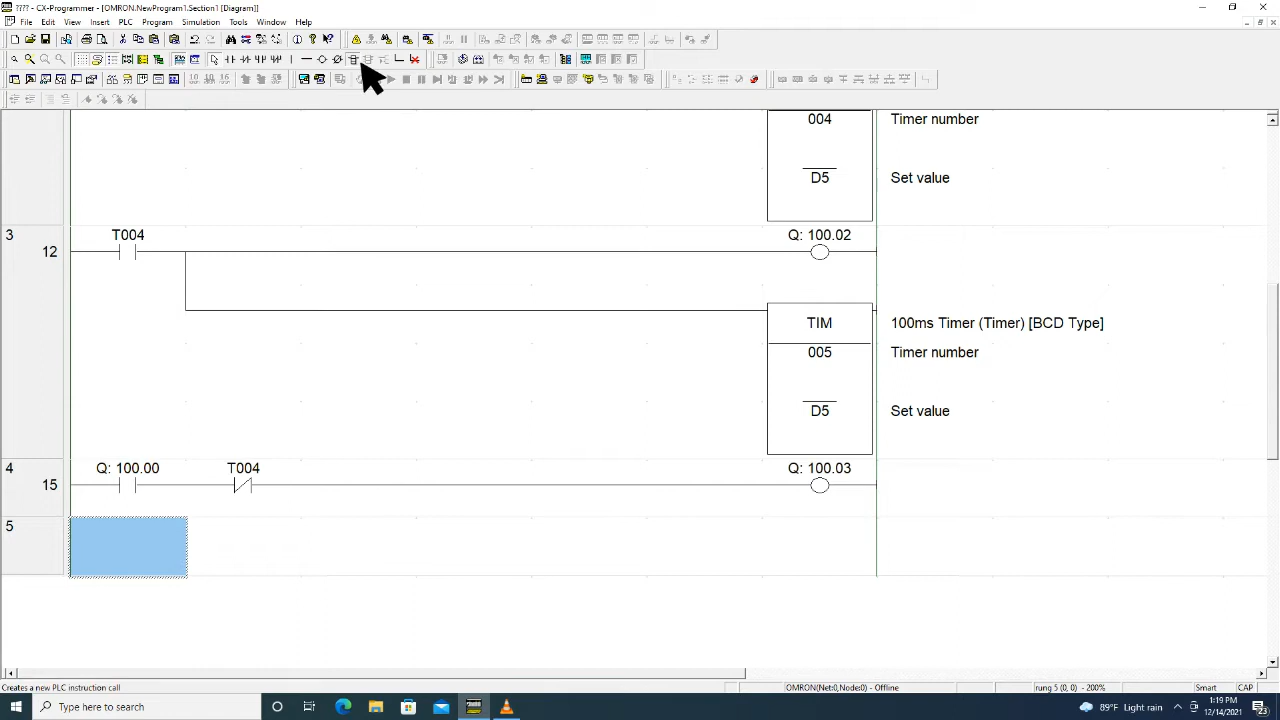 ???? - CX-Programmer - [OMRON.NewProgram1.Section1 [Diagram]]
File Edit View Insert PLC Program Simulation Tools Window Help
004 Timer number
D5 Set value
3 T004 Q: 100.02
12
TIM 100ms Timer (Timer) [BCD Type]
005 Timer number
D5 Set value
4 Q: 100.00 T004 Q: 100.03
15
5
Creates a new PLC instruction call OMRON(Net:0,Node:0) - Offline rung 5 (0, 0) - 200% Smart CAP
Type here to search 89°F Light rain 1:19 PM
12/14/2021 23